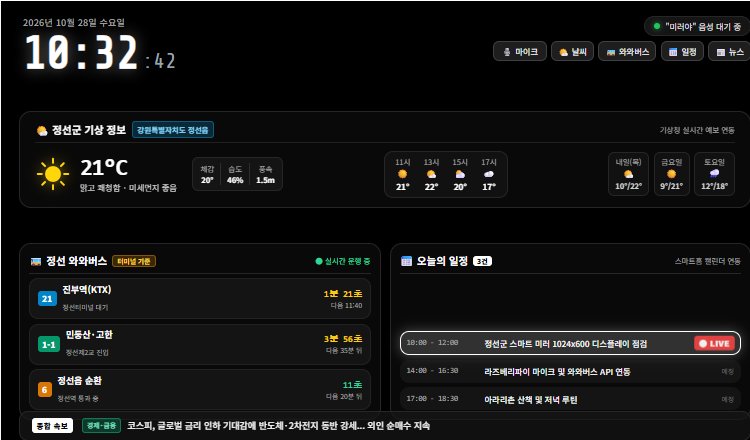 2026년 10월 28일 수요일
10:32 :42
"미러야" 음성 대기 중
마이크 날씨 와와버스 일정 뉴스
정선군 기상 정보 강원특별자치도 정선읍 기상청 실시간 예보 연동
21°C
맑고 쾌청함 · 미세먼지 좋음
체감 습도 풍속
20° 46% 1.5m
11시 13시 15시 17시
21° 22° 20° 17°
내일(목) 금요일 토요일
10°/22° 9°/21° 12°/18°
정선 와와버스 터미널 기준 실시간 운행 중
21 진부역(KTX) 1분 21초
정선터미널 대기 다음 11:40
1-1 민둥산·고한 3분 56초
정선제2교 진입 다음 35분 뒤
6 정선읍 순환 11초
정선역 통과 중 다음 20분 뒤
오늘의 일정 3건 스마트홈 캘린더 연동
10:00 - 12:00 정선군 스마트 미러 1024x600 디스플레이 점검 LIVE
14:00 - 16:30 라즈베리파이 마이크 및 와와버스 API 연동 예정
17:00 - 18:30 아라리촌 산책 및 저녁 루틴 예정
종합 속보 경제·금융 코스피, 글로벌 금리 인하 기대감에 반도체·2차전지 동반 강세... 외인 순매수 지속